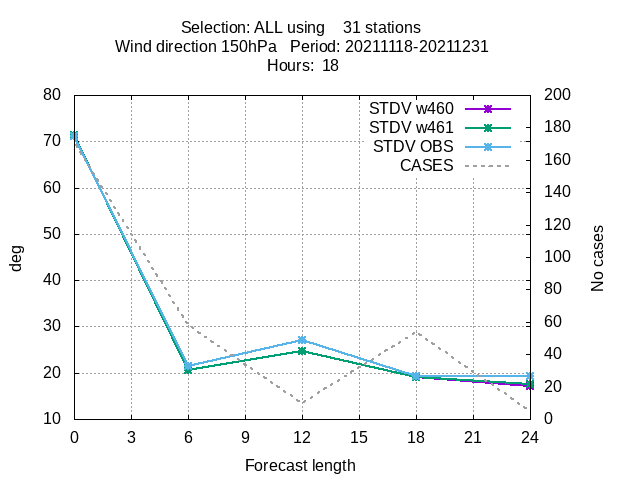 Selection: ALL using    31 stations
Wind direction 150hPa   Period: 20211118-20211231
Hours:  18
STDV w460
STDV w461
STDV OBS
CASES
80
70
60
50
40
30
20
10
deg
200
180
160
140
120
100
80
60
40
20
0
No cases
0 3 6 9 12 15 18 21 24
Forecast length